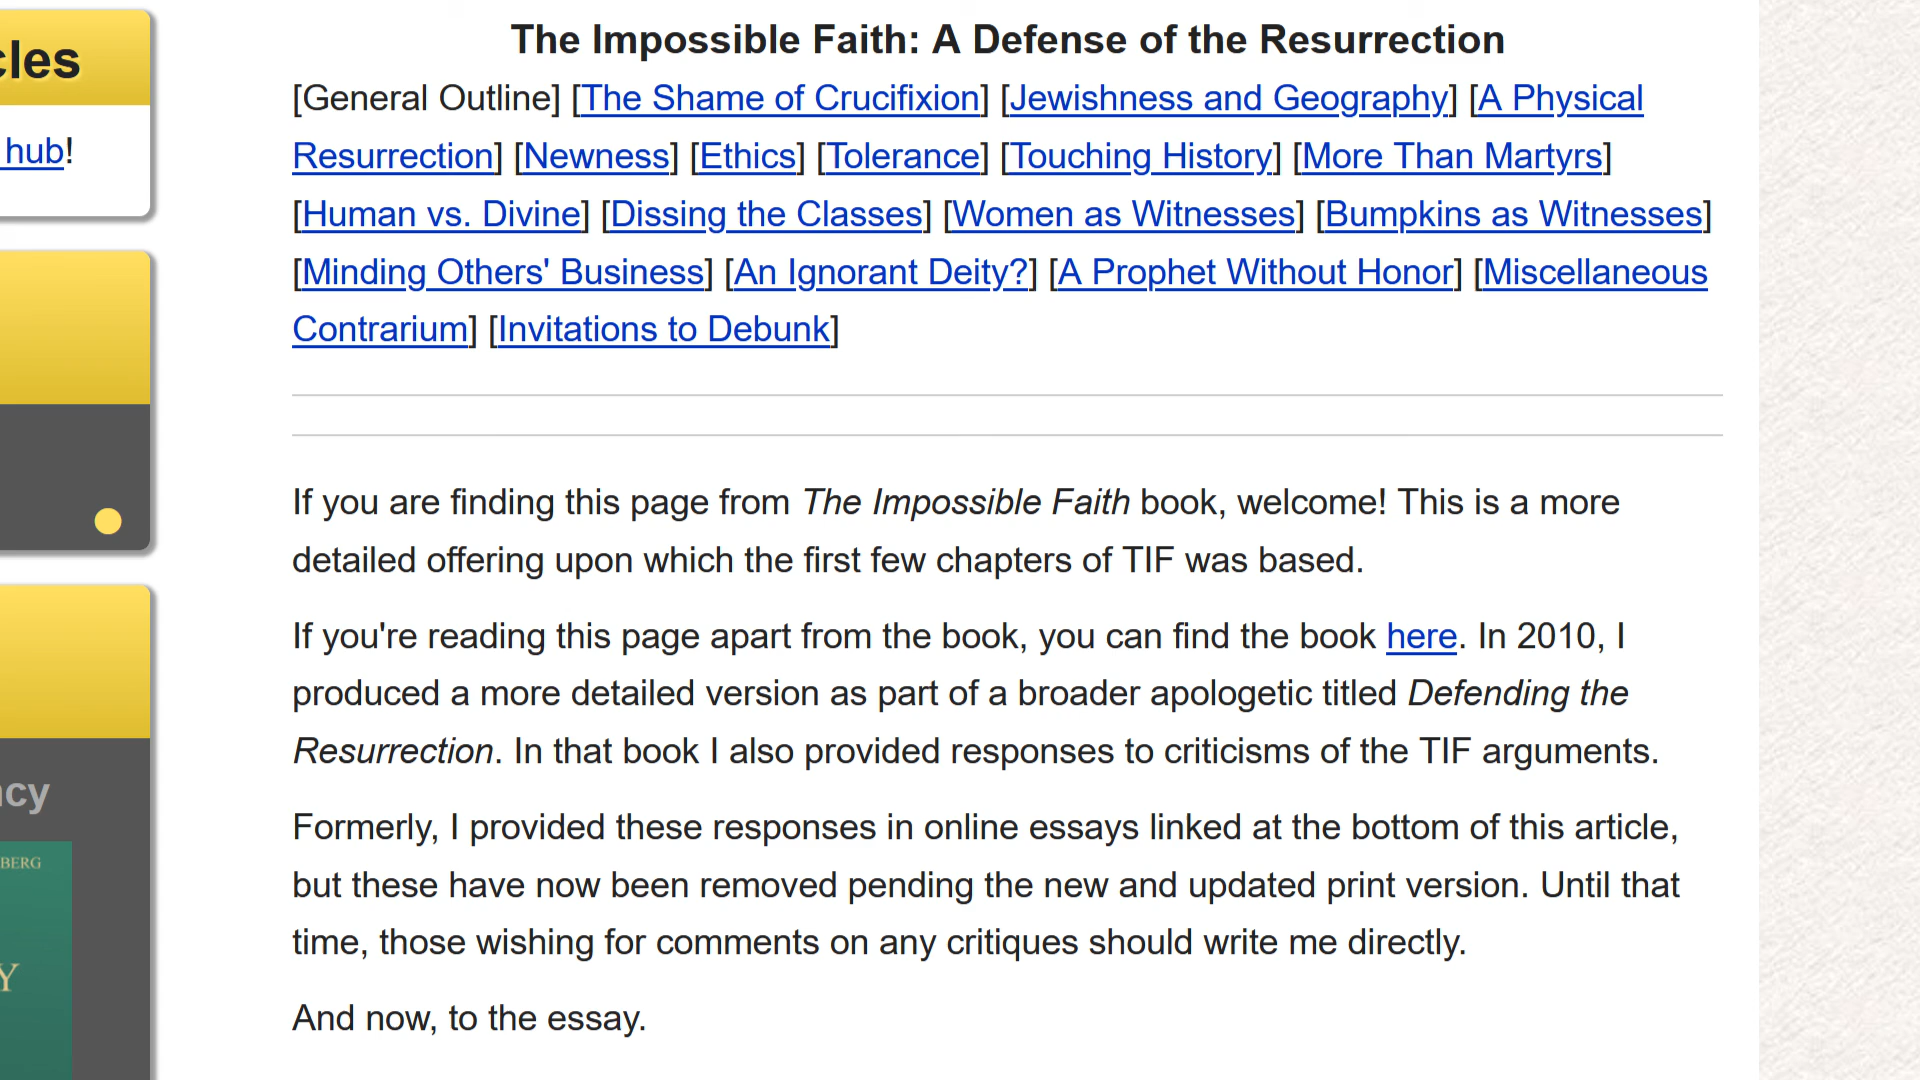 The Impossible Faith: A Defense of the Resurrection
[General Outline] [The Shame of Crucifixion] [Jewishness and Geography] [A Physical
Resurrection] [Newness] [Ethics] [Tolerance] [Touching History] [More Than Martyrs]
[Human vs. Divine] [Dissing the Classes] [Women as Witnesses] [Bumpkins as Witnesses]
[Minding Others' Business] [An Ignorant Deity?] [A Prophet Without Honor] [Miscellaneous
Contrarium] [Invitations to Debunk]
If you are finding this page from The Impossible Faith book, welcome! This is a more
detailed offering upon which the first few chapters of TIF was based.
If you're reading this page apart from the book, you can find the book here. In 2010, I
produced a more detailed version as part of a broader apologetic titled Defending the
Resurrection. In that book I also provided responses to criticisms of the TIF arguments.
Formerly, I provided these responses in online essays linked at the bottom of this article,
but these have now been removed pending the new and updated print version. Until that
time, those wishing for comments on any critiques should write me directly.
And now, to the essay.
cles
hub!
ncy
BERG
Y